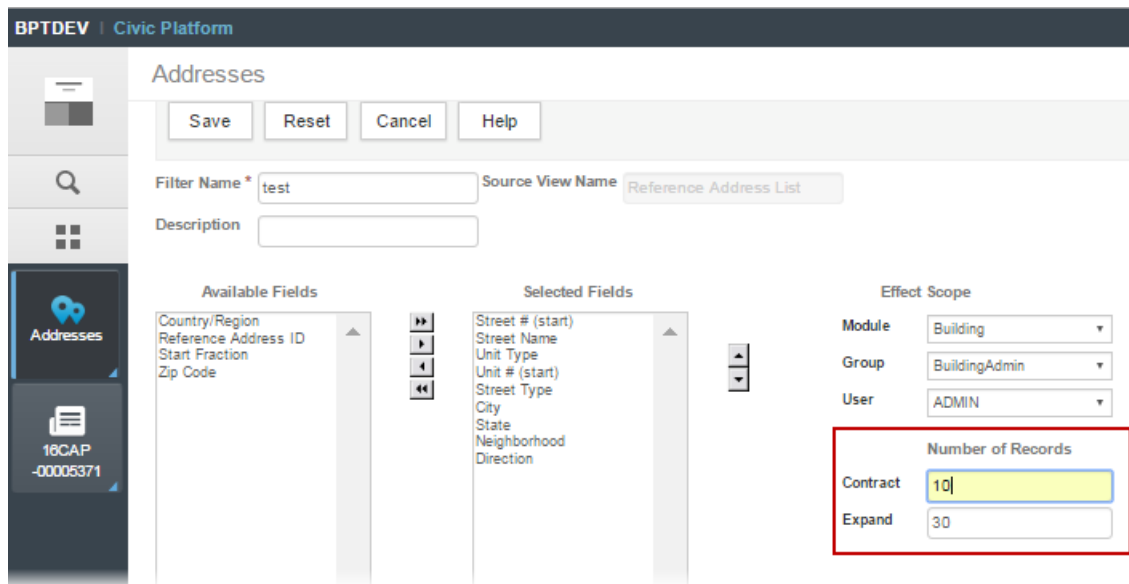 BPTDEV | Civic Platform
Addresses
Save Reset Cancel Help
Filter Name * test Source View Name Reference Address List
Description
Available Fields Selected Fields Effect Scope
Country/Region
Reference Address ID
Start Fraction
Zip Code
Street # (start)
Street Name
Unit Type
Unit # (start)
Street Type
City
State
Neighborhood
Direction
Module Building
Group BuildingAdmin
User ADMIN
Number of Records
Contract 10
Expand 30
Addresses
16CAP
-00005371